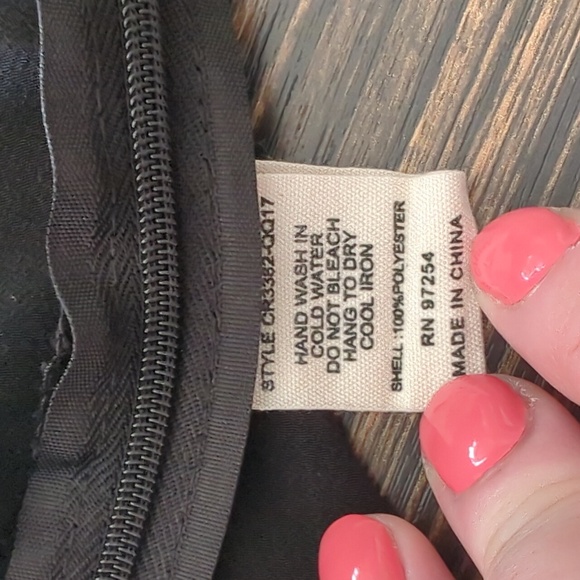 STYLE CK3362-QQ17
HAND WASH IN
COLD WATER
DO NOT BLEACH
HANG TO DRY
COOL IRON
SHELL:100%POLYESTER
RN 97254
MADE IN CHINA